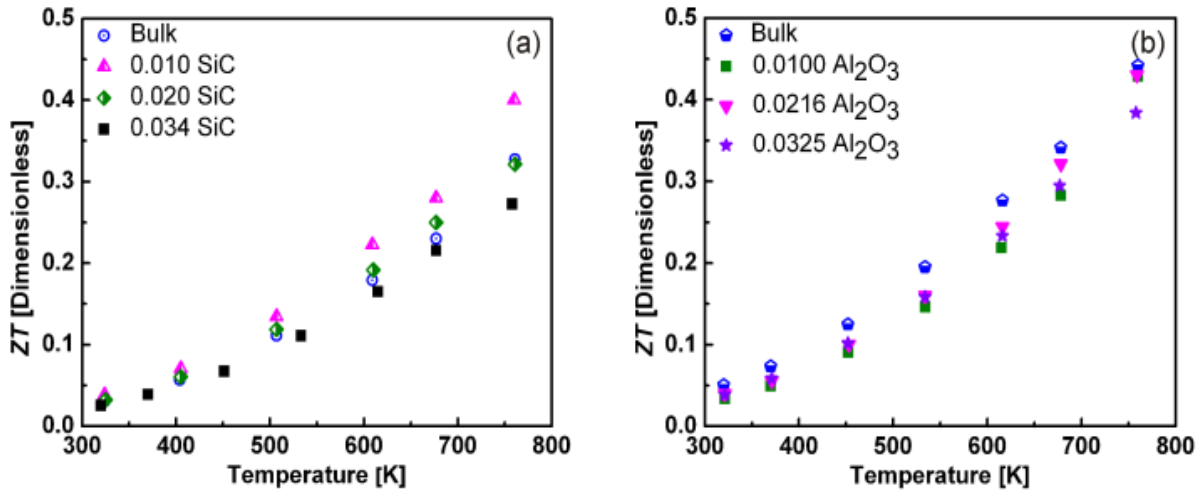 0.5
0.4
0.3
0.2
0.1
0.0
ZT [Dimensionless]
Bulk
0.010 SiC
0.020 SiC
0.034 SiC
(a)
300 400 500 600 700 800
Temperature [K]
0.5
0.4
0.3
0.2
0.1
0.0
ZT [Dimensionless]
Bulk
0.0100 Al2O3
0.0216 Al2O3
0.0325 Al2O3
(b)
300 400 500 600 700 800
Temperature [K]